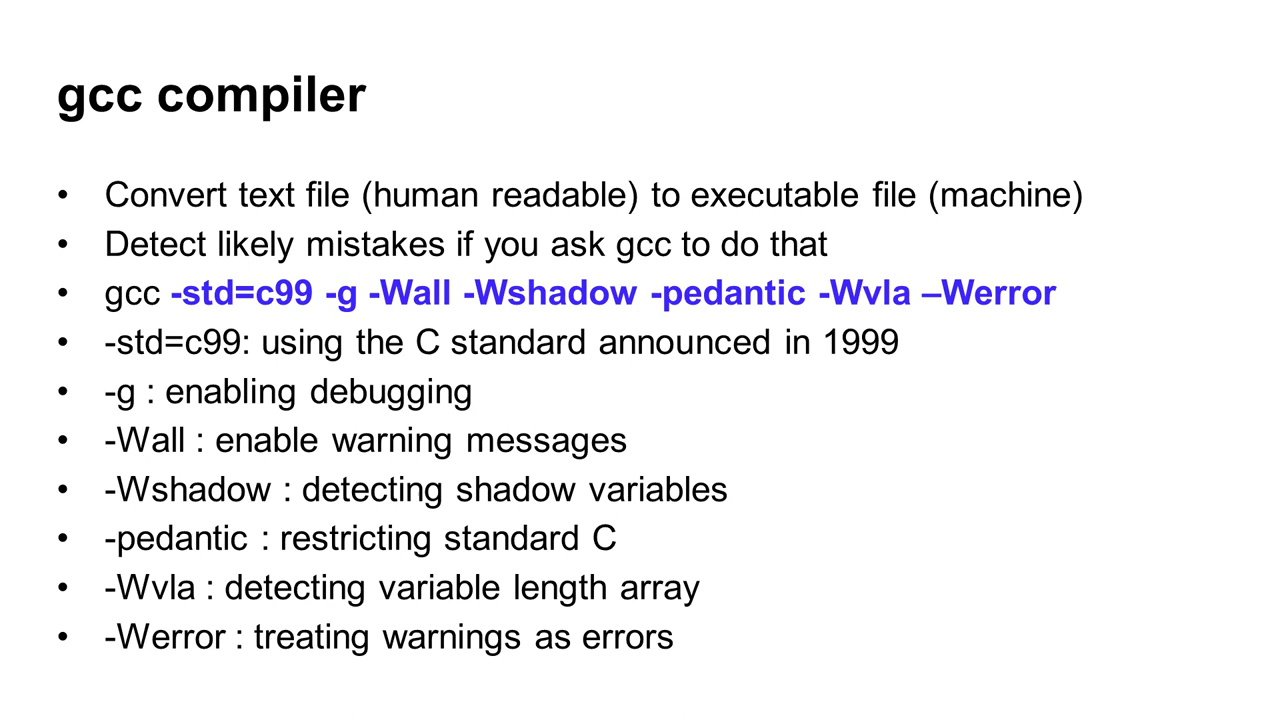 gcc compiler
• Convert text file (human readable) to executable file (machine)
• Detect likely mistakes if you ask gcc to do that
• gcc -std=c99 -g -Wall -Wshadow -pedantic -Wvla –Werror
• -std=c99: using the C standard announced in 1999
• -g : enabling debugging
• -Wall : enable warning messages
• -Wshadow : detecting shadow variables
• -pedantic : restricting standard C
• -Wvla : detecting variable length array
• -Werror : treating warnings as errors